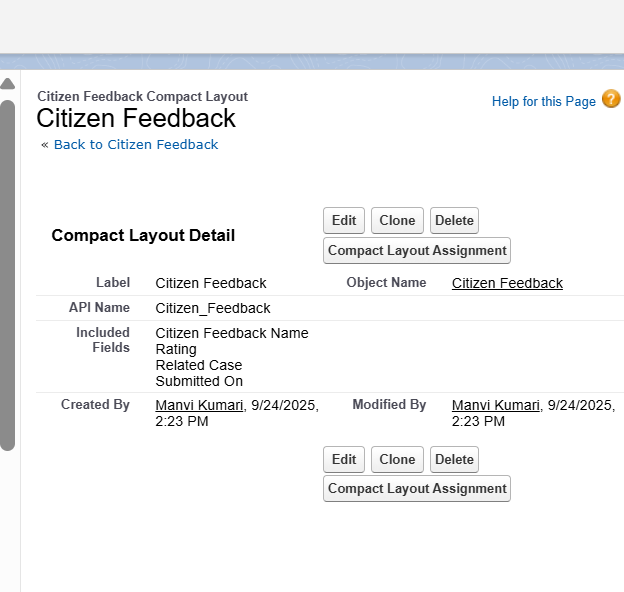 Citizen Feedback Compact Layout
Citizen Feedback
Help for this Page ?
« Back to Citizen Feedback
Compact Layout Detail
Edit Clone Delete
Compact Layout Assignment
Label Citizen Feedback Object Name Citizen Feedback
API Name Citizen_Feedback
Included Fields Citizen Feedback Name
Rating
Related Case
Submitted On
Created By Manvi Kumari, 9/24/2025, 2:23 PM Modified By Manvi Kumari, 9/24/2025, 2:23 PM
Edit Clone Delete
Compact Layout Assignment